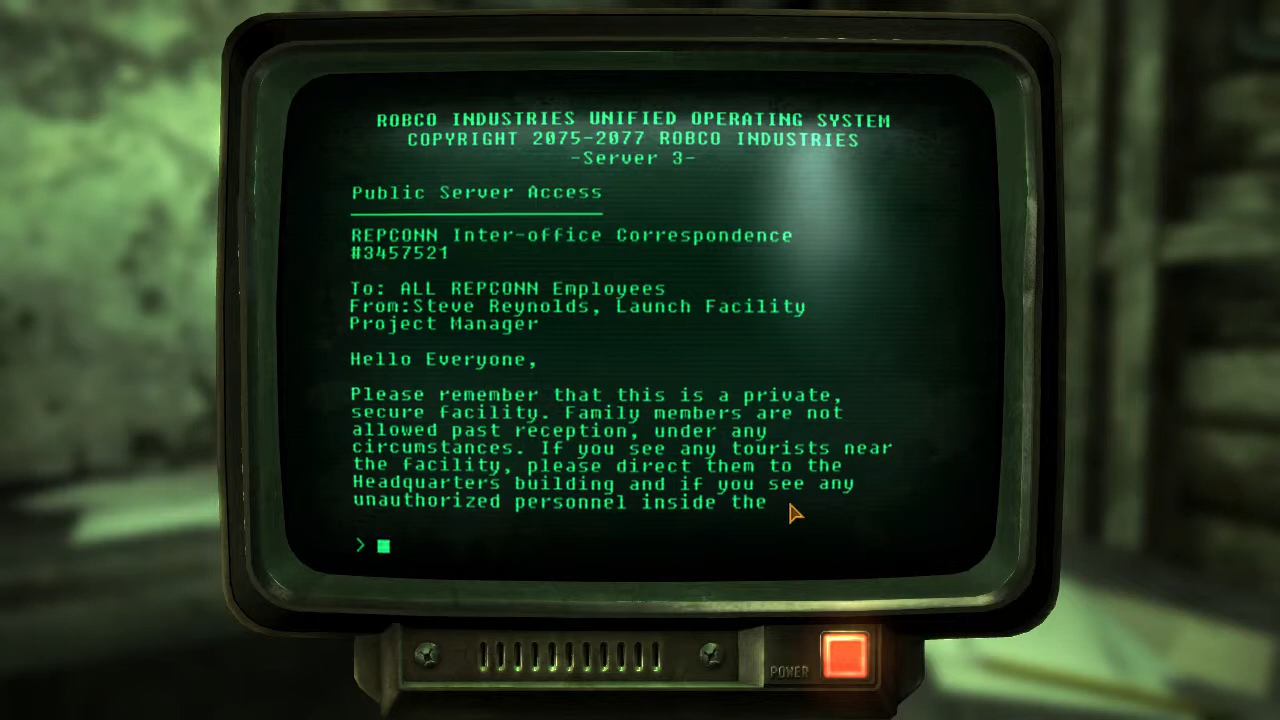 ROBCO INDUSTRIES UNIFIED OPERATING SYSTEM
COPYRIGHT 2075-2077 ROBCO INDUSTRIES
-Server 3-
Public Server Access
REPCONN Inter-office Correspondence
#3457521
To: ALL REPCONN Employees
From:Steve Reynolds, Launch Facility
Project Manager
Hello Everyone,
Please remember that this is a private,
secure facility. Family members are not
allowed past reception, under any
circumstances. If you see any tourists near
the facility, please direct them to the
Headquarters building and if you see any
unauthorized personnel inside the
>
POWER